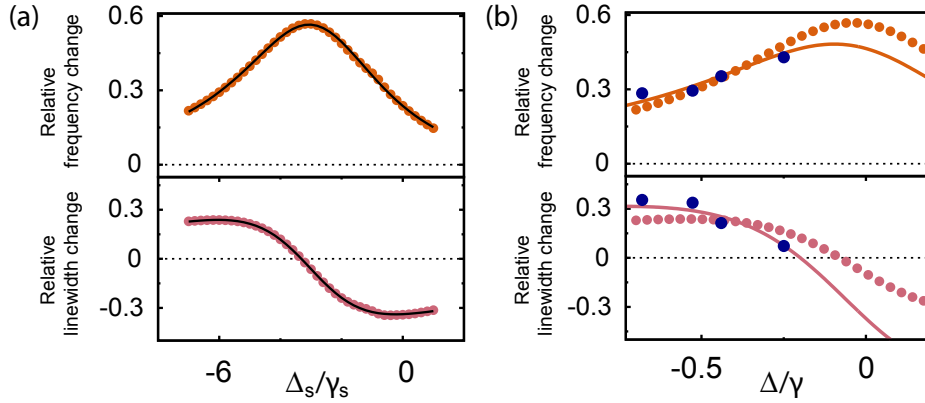 (a)
Relative
frequency change
0.6
0.3
0
Relative
linewidth change
0.3
0
-0.3
-6
0
Δs/γs
(b)
Relative
frequency change
0.6
0.3
0
Relative
linewidth change
0.3
0
-0.3
-0.5
0
Δ/γ